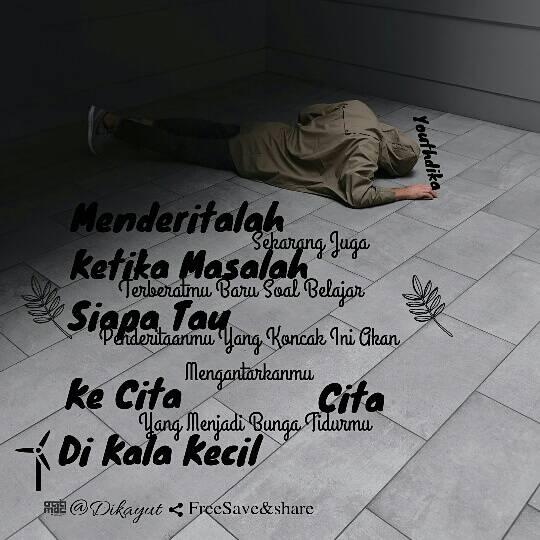 Youthdika
Menderitalah
Sekarang Juga
Ketika Masalah
Terberatmu Baru Soal Belajar
Siapa Tau
Penderitaanmu Yang Koncak Ini Akan
Mengantarkanmu
Ke Cita Cita
Yang Menjadi Bunga Tidurmu
Di Kala Kecil
@Dikayut FreeSave&share